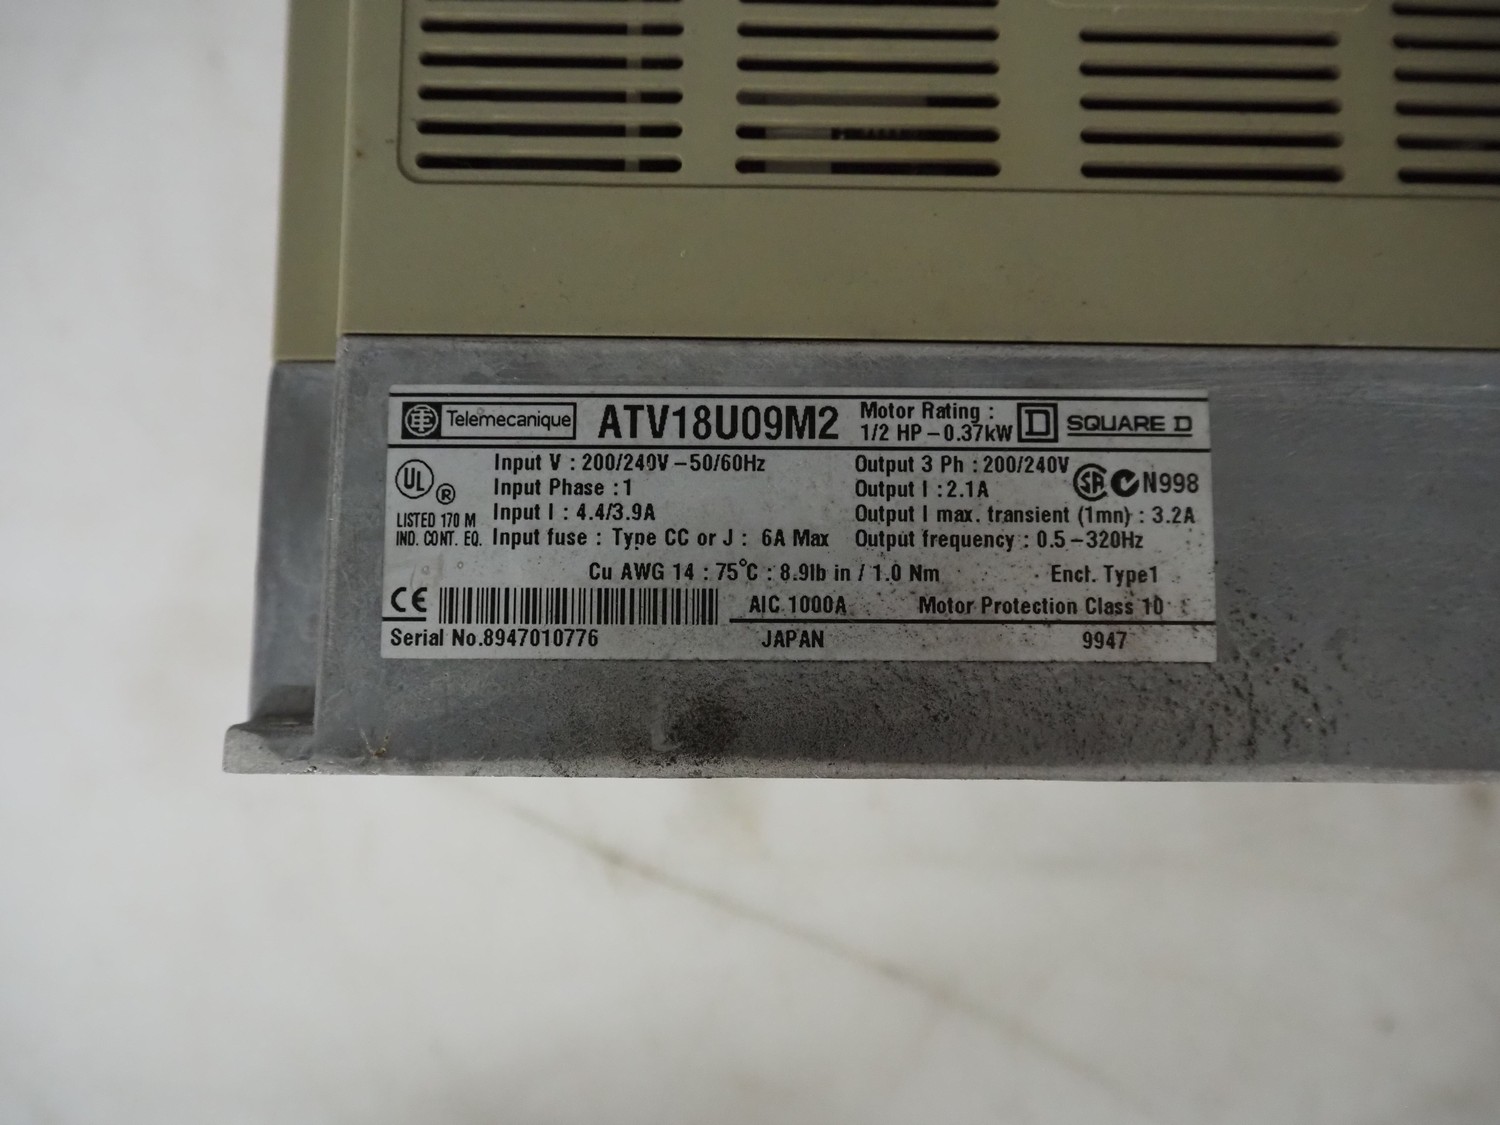 Telemecanique ATV18U09M2 Motor Rating : 1/2 HP – 0.37kW D SQUARE D
Input V : 200/240V – 50/60Hz Output 3 Ph : 200/240V
UL ® Input Phase : 1 Output I : 2.1A SA N998
LISTED 170 M Input I : 4.4/3.9A Output I max. transient (1mn) : 3.2A
IND. CONT. EQ. Input fuse : Type CC or J : 6A Max Output frequency : 0.5 – 320Hz
Cu AWG 14 : 75°C : 8.9lb in / 1.0 Nm Encl. Type1
CE AIC 1000A Motor Protection Class 10
Serial No.8947010776 JAPAN 9947